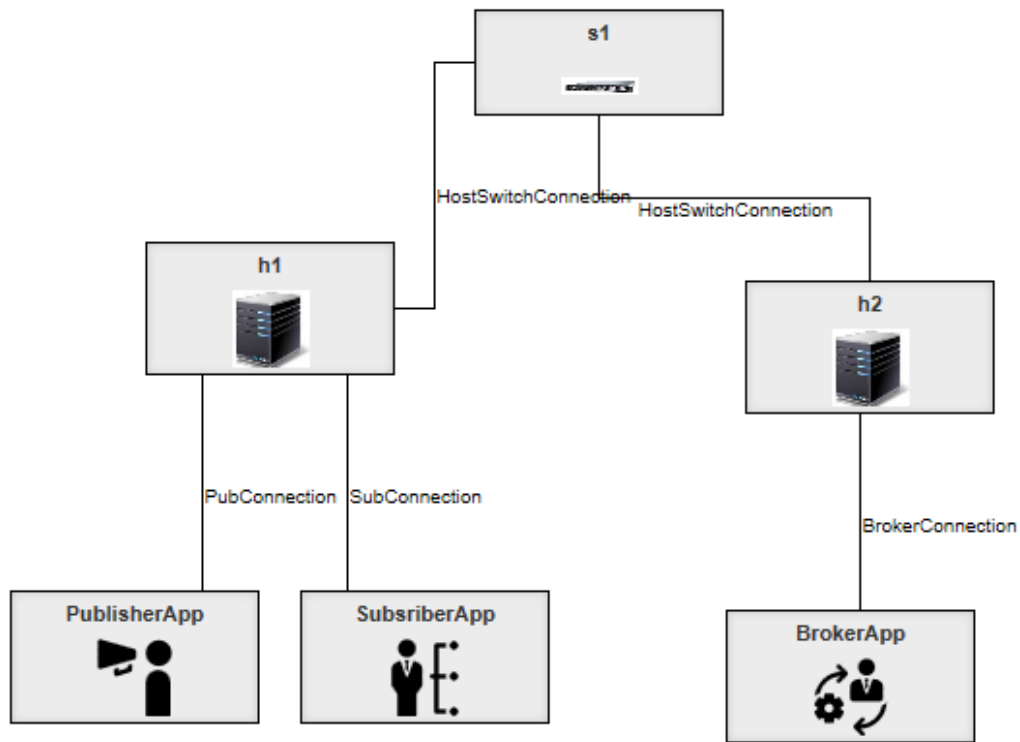 s1
HostSwitchConnection
HostSwitchConnection
h1
h2
PubConnection
SubConnection
BrokerConnection
PublisherApp
SubsriberApp
BrokerApp